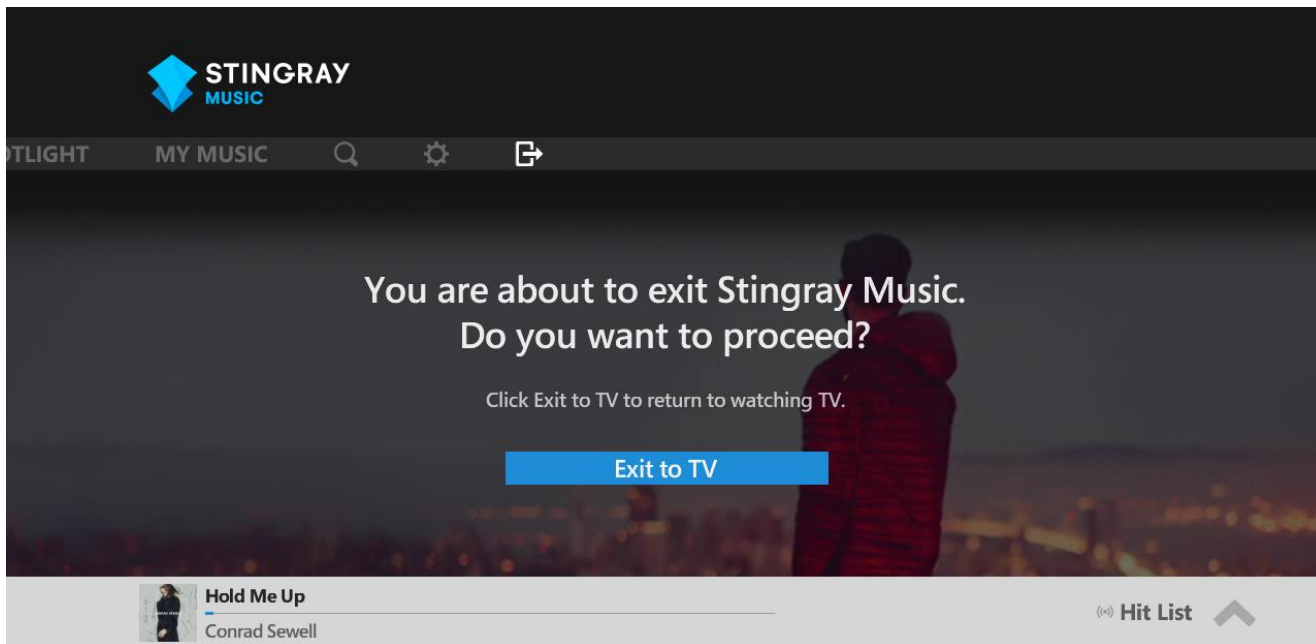 STINGRAY
MUSIC
OTLIGHT MY MUSIC
You are about to exit Stingray Music.
Do you want to proceed?
Click Exit to TV to return to watching TV.
Exit to TV
Hold Me Up
Conrad Sewell
Hit List